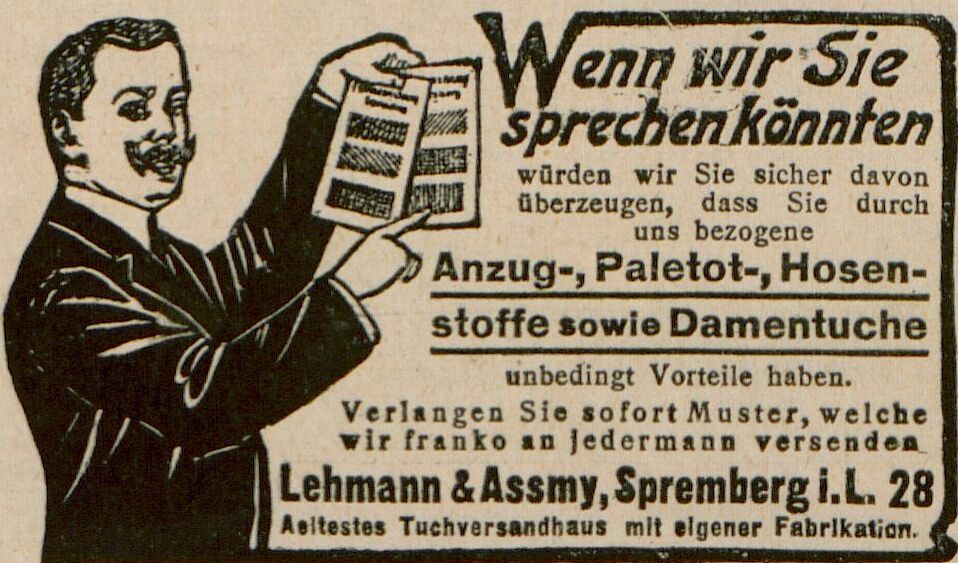 Wenn wir Sie
sprechen könnten
würden wir Sie sicher davon
überzeugen, dass Sie durch
uns bezogene
Anzug-, Paletot-, Hosen-
stoffe sowie Damentuche
unbedingt Vorteile haben.
Verlangen Sie sofort Muster, welche
wir franko an jedermann versenden
Lehmann & Assmy, Spremberg i. L. 28
Aeltestes Tuchversandhaus mit eigener Fabrikation.